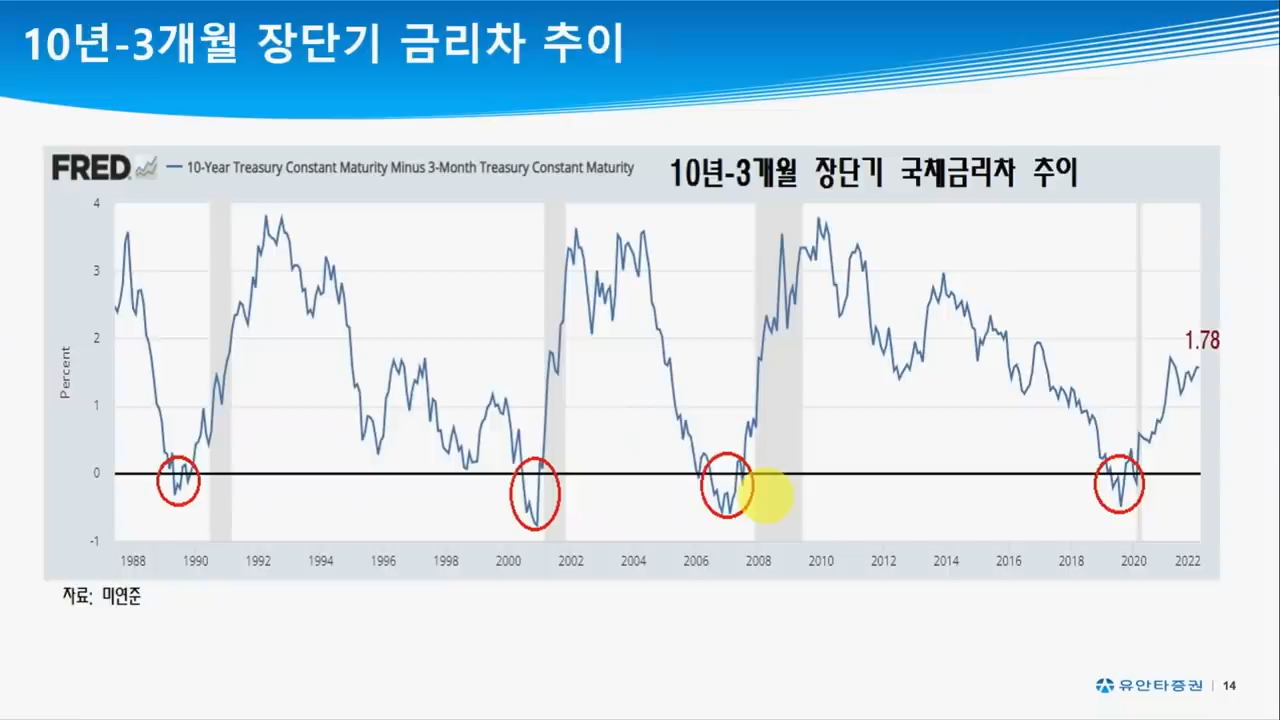 10년-3개월 장단기 금리차 추이
FRED 10-Year Treasury Constant Maturity Minus 3-Month Treasury Constant Maturity
10년-3개월 장단기 국채금리차 추이
4
3
2
1
0
-1
Percent
1.78
1988 1990 1992 1994 1996 1998 2000 2002 2004 2006 2008 2010 2012 2014 2016 2018 2020 2022
자료: 미연준
유안타증권 | 14